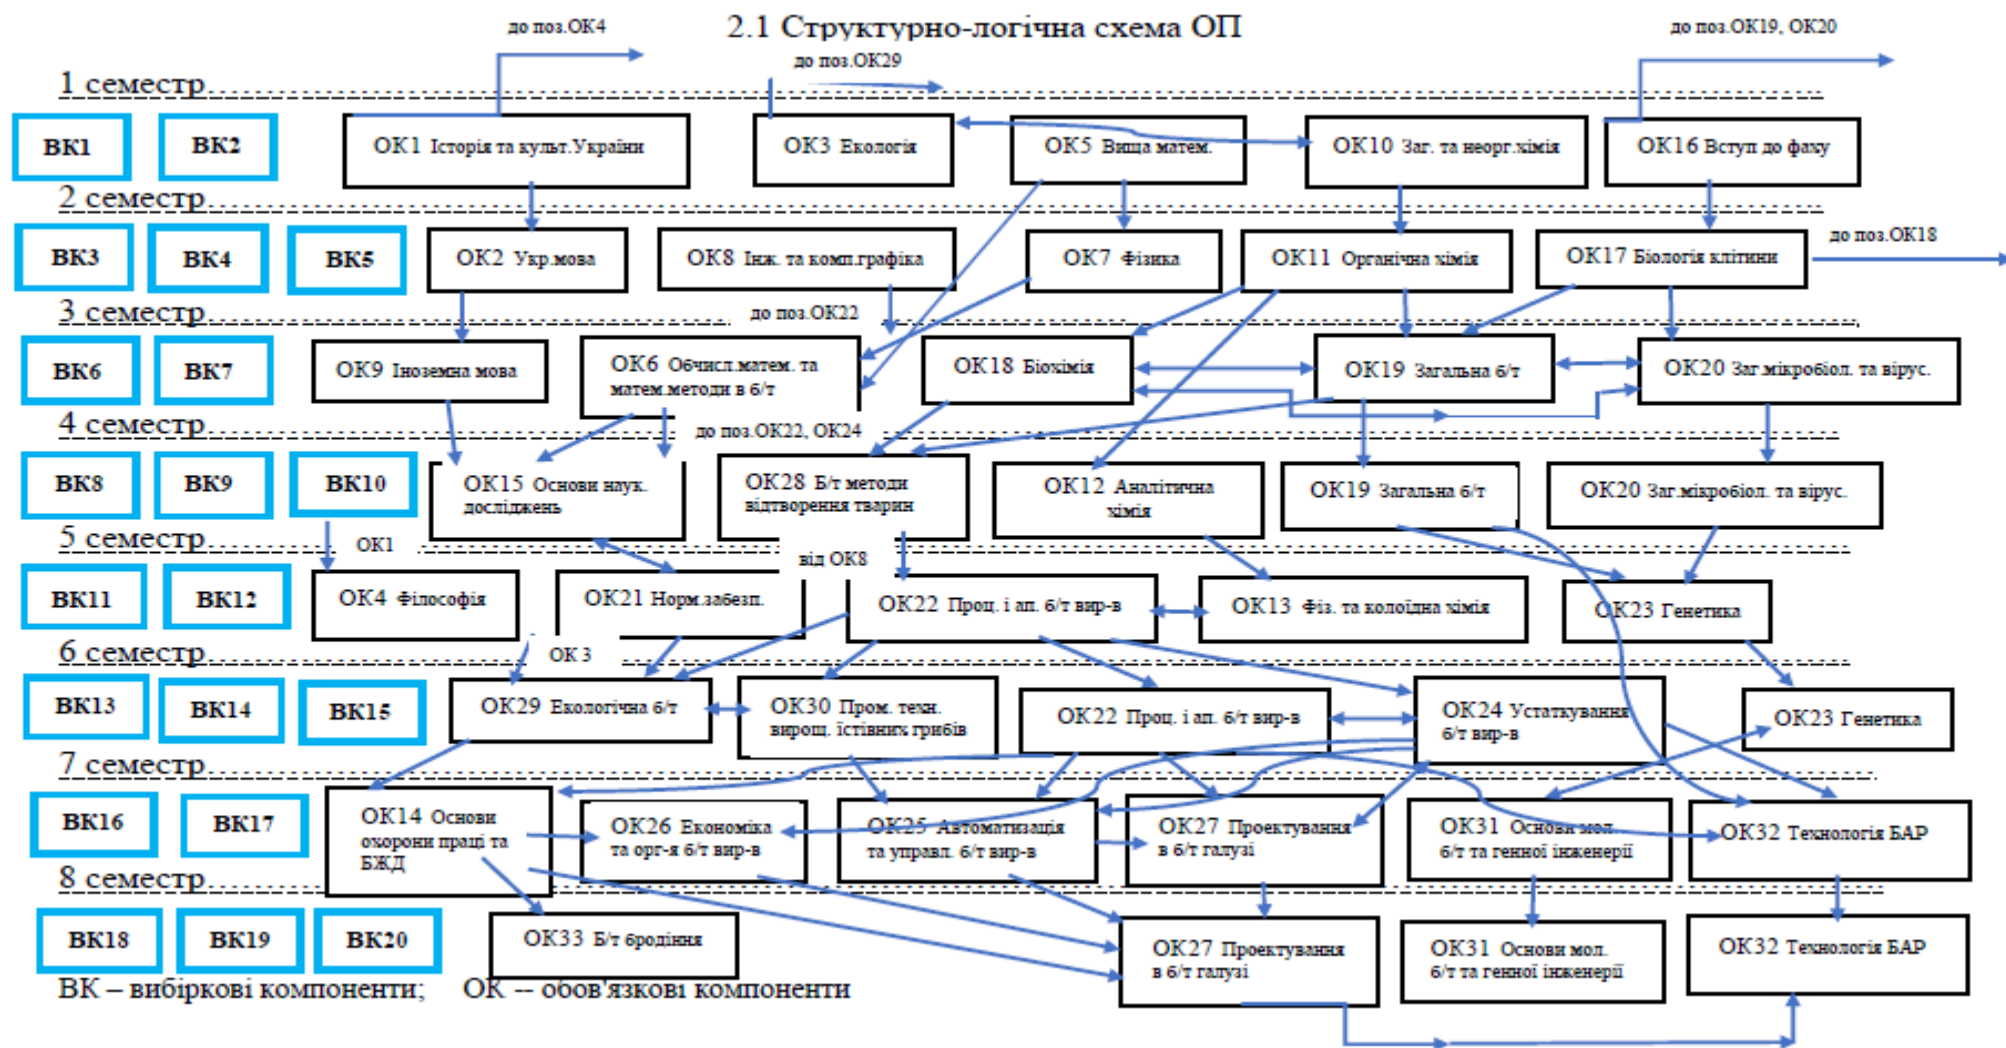 до поз.ОК4
2.1 Структурно-логічна схема ОП
до поз.ОК19, ОК20
до поз.ОК29
1 семестр
ВК1
ВК2
ОК1 Історія та культ.України
ОК3 Екологія
ОК5 Вища матем.
ОК10 Заг. та неорг.хімія
ОК16 Вступ до фаху
2 семестр
ВК3
ВК4
ВК5
ОК2 Укр.мова
ОК8 Інж. та комп.графіка
ОК7 Фізика
ОК11 Органічна хімія
ОК17 Біологія клітини
до поз.ОК18
3 семестр
до поз.ОК22
ВК6
ВК7
ОК9 Іноземна мова
ОК6 Обчисл.матем. та
матем.методи в б/т
ОК18 Біохімія
ОК19 Загальна б/т
ОК20 Заг.мікробіол. та вірус.
4 семестр
до поз.ОК22, ОК24
ВК8
ВК9
ВК10
ОК15 Основи наук.
досліджень
ОК28 Б/т методи
відтворення тварин
ОК12 Аналітична
хімія
ОК19 Загальна б/т
ОК20 Заг.мікробіол. та вірус.
5 семестр
ОК1
від ОК8
ВК11
ВК12
ОК4 Філософія
ОК21 Норм.забезп.
ОК22 Проц. і ап. б/т вир-в
ОК13 Фіз. та колоїдна хімія
ОК23 Генетика
6 семестр
ОК 3
ВК13
ВК14
ВК15
ОК29 Екологічна б/т
ОК30 Пром. техн.
вирощ. їстівних грибів
ОК22 Проц. і ап. б/т вир-в
ОК24 Устаткування
б/т вир-в
ОК23 Генетика
7 семестр
ВК16
ВК17
ОК14 Основи
охорони праці та
БЖД
ОК26 Економіка
та орг-я б/т вир-в
ОК25 Автоматизація
та управл. б/т вир-в
ОК27 Проектування
в б/т галузі
ОК31 Основи мол.
б/т та генної інженерії
ОК32 Технологія БАР
8 семестр
ВК18
ВК19
ВК20
ОК33 Б/т бродіння
ОК27 Проектування
в б/т галузі
ОК31 Основи мол.
б/т та генної інженерії
ОК32 Технологія БАР
ВК – вибіркові компоненти; ОК -- обов'язкові компоненти